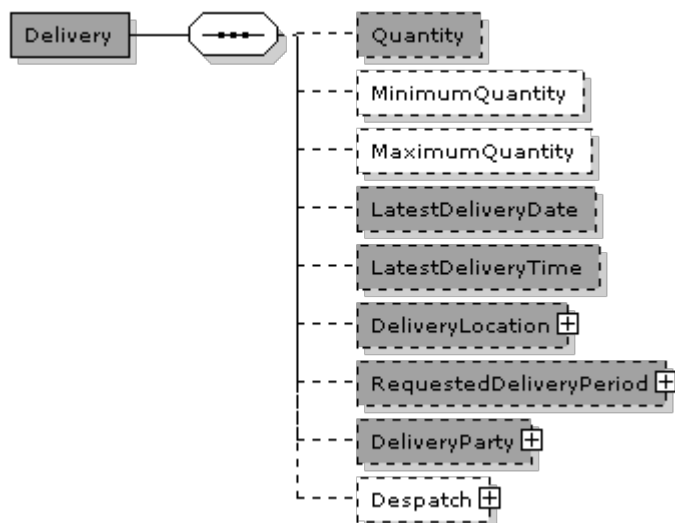 Delivery
Quantity
MinimumQuantity
MaximumQuantity
LatestDeliveryDate
LatestDeliveryTime
DeliveryLocation
RequestedDeliveryPeriod
DeliveryParty
Despatch